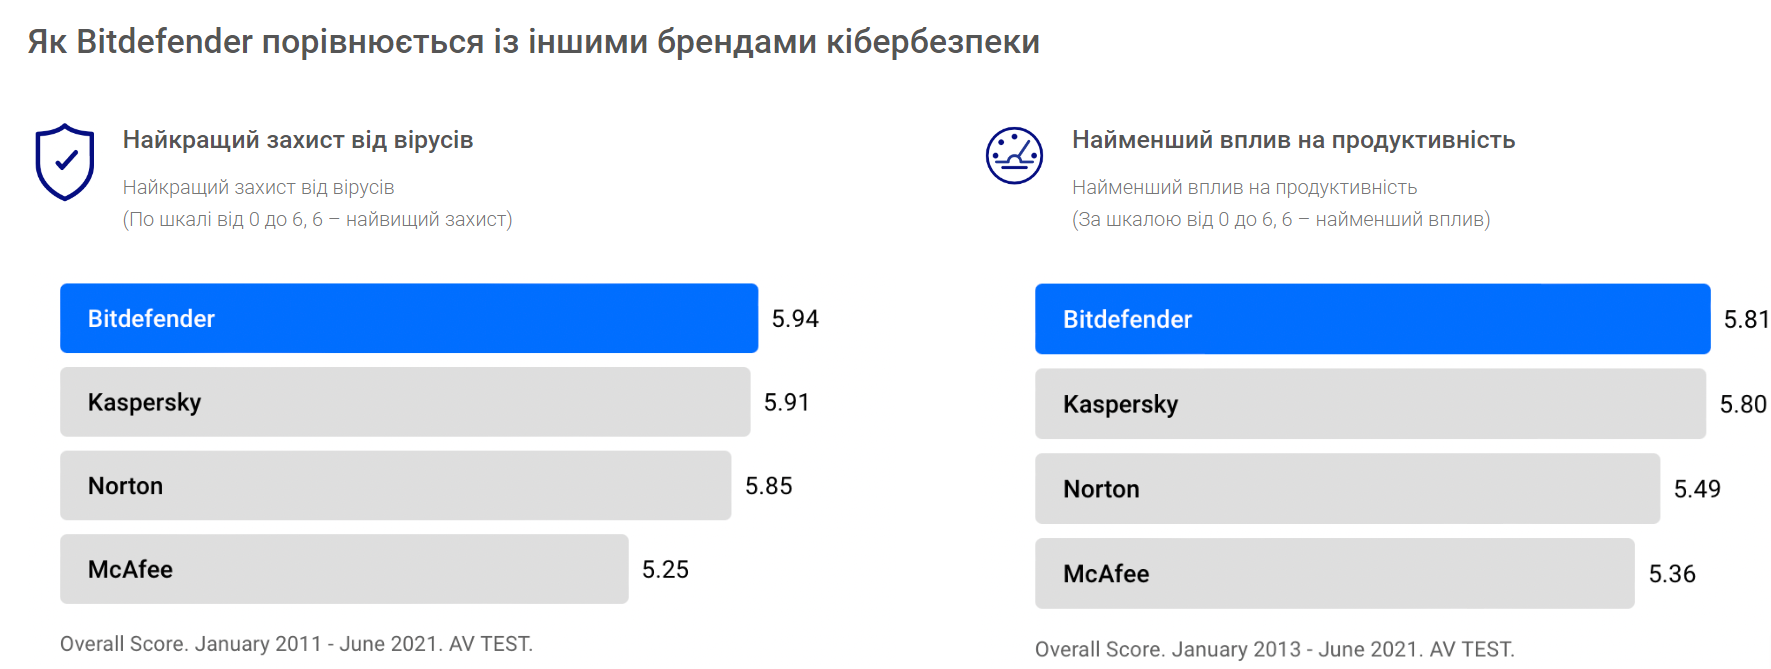 Як Bitdefender порівнюється із іншими брендами кібербезпеки
Найкращий захист від вірусів
Найкращий захист від вірусів
(По шкалі від 0 до 6, 6 – найвищий захист)
Bitdefender 5.94
Kaspersky 5.91
Norton 5.85
McAfee 5.25
Overall Score. January 2011 - June 2021. AV TEST.
Найменший вплив на продуктивність
Найменший вплив на продуктивність
(За шкалою від 0 до 6, 6 – найменший вплив)
Bitdefender 5.81
Kaspersky 5.80
Norton 5.49
McAfee 5.36
Overall Score. January 2013 - June 2021. AV TEST.